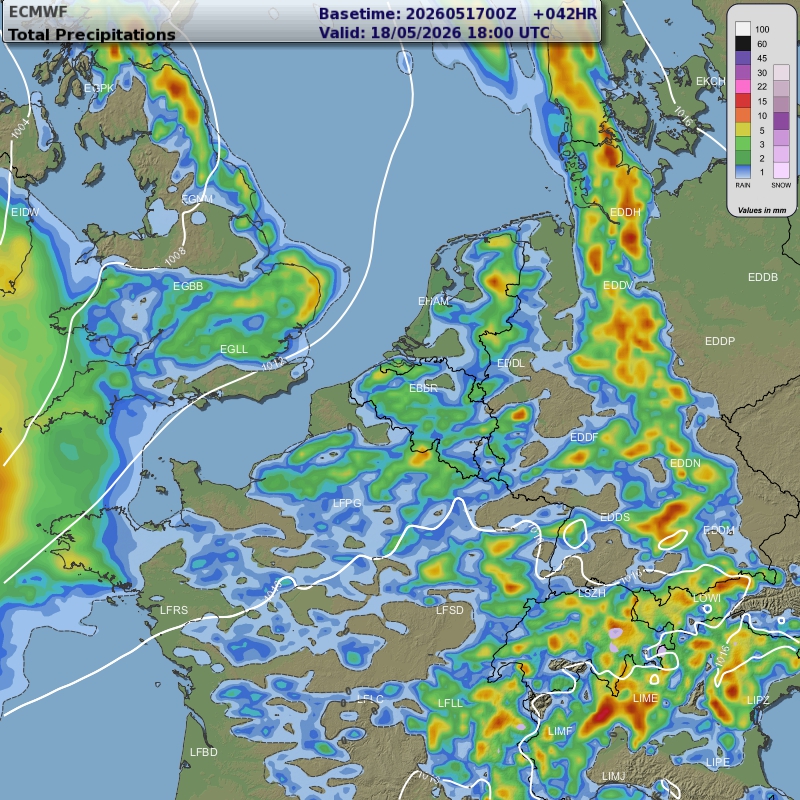 ECMWF
Basetime: 2026051700Z +042HR
Total Precipitations
Valid: 18/05/2026 18:00 UTC
100
60
45
30
22
15
10
5
3
2
1
RAIN
SNOW
Values in mm
EGPK
EKCH
1004
1016
EIDW
EGNM
EDDH
1008
EGBB
EDDV
EDDB
EHAM
EGLL
EDDP
1012
EDDL
EBBR
EDDF
EDDN
LFPG
EDDS
EDDM
LSZH
LOWI
LFRS
LFSD
1016
LFLL
LFLC
LIME
LIPZ
LIMF
LFBD
LIPE
LIMJ